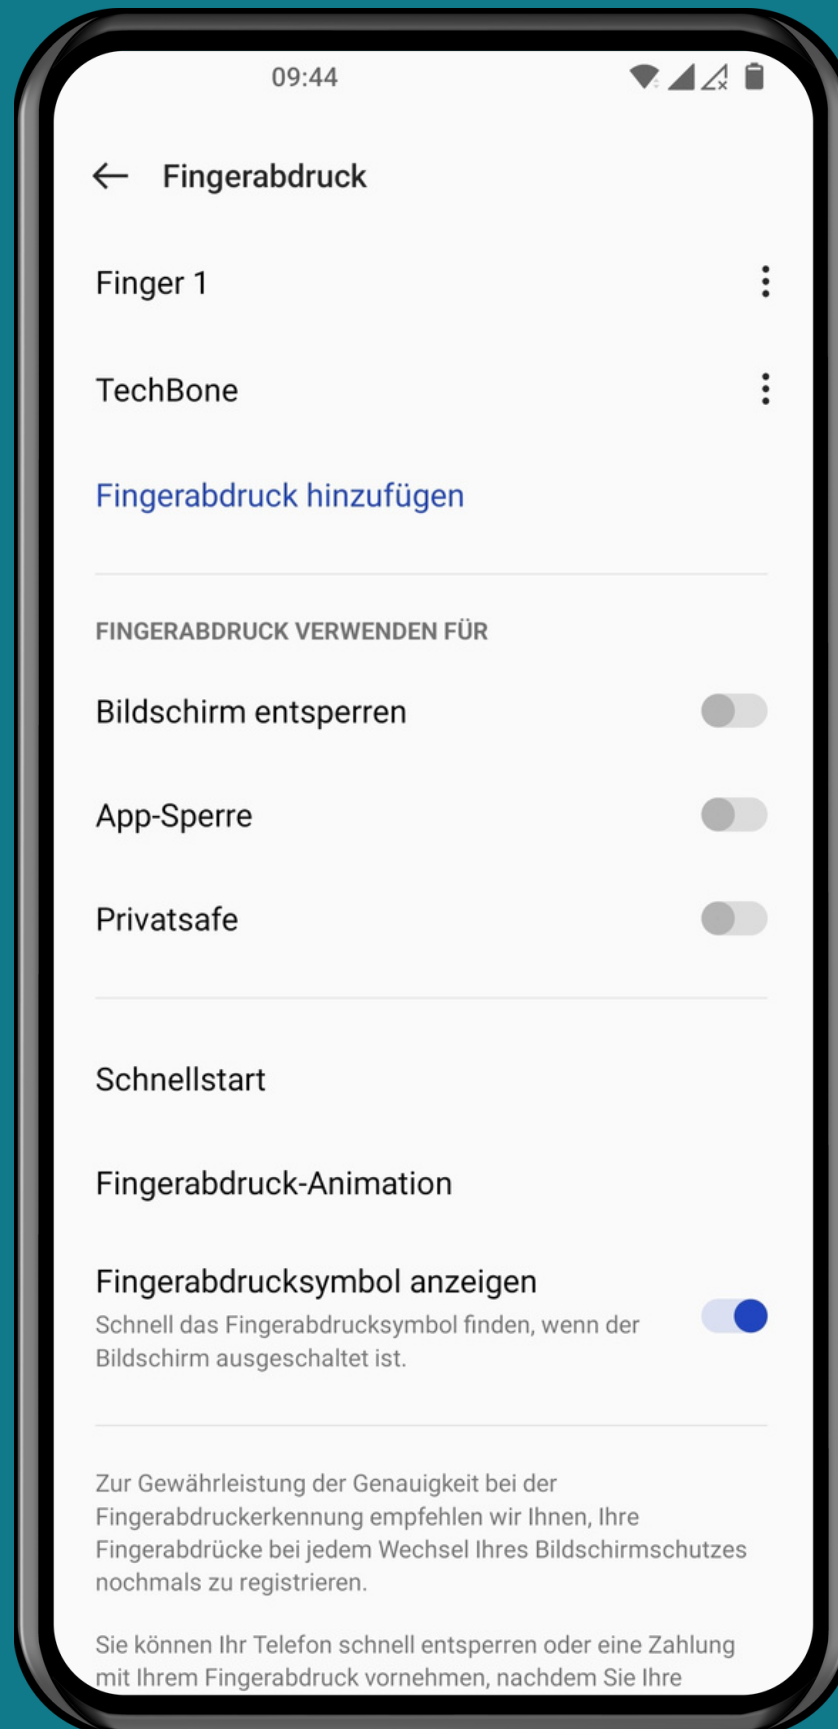 09:44
Fingerabdruck
Finger 1
TechBone
Fingerabdruck hinzufügen
FINGERABDRUCK VERWENDEN FÜR
Bildschirm entsperren
App-Sperre
Privatsafe
Schnellstart
Fingerabdruck-Animation
Fingerabdrucksymbol anzeigen
Schnell das Fingerabdrucksymbol finden, wenn der
Bildschirm ausgeschaltet ist.
Zur Gewährleistung der Genauigkeit bei der
Fingerabdruckerkennung empfehlen wir Ihnen, Ihre
Fingerabdrücke bei jedem Wechsel Ihres Bildschirmschutzes
nochmals zu registrieren.
Sie können Ihr Telefon schnell entsperren oder eine Zahlung
mit Ihrem Fingerabdruck vornehmen, nachdem Sie Ihre